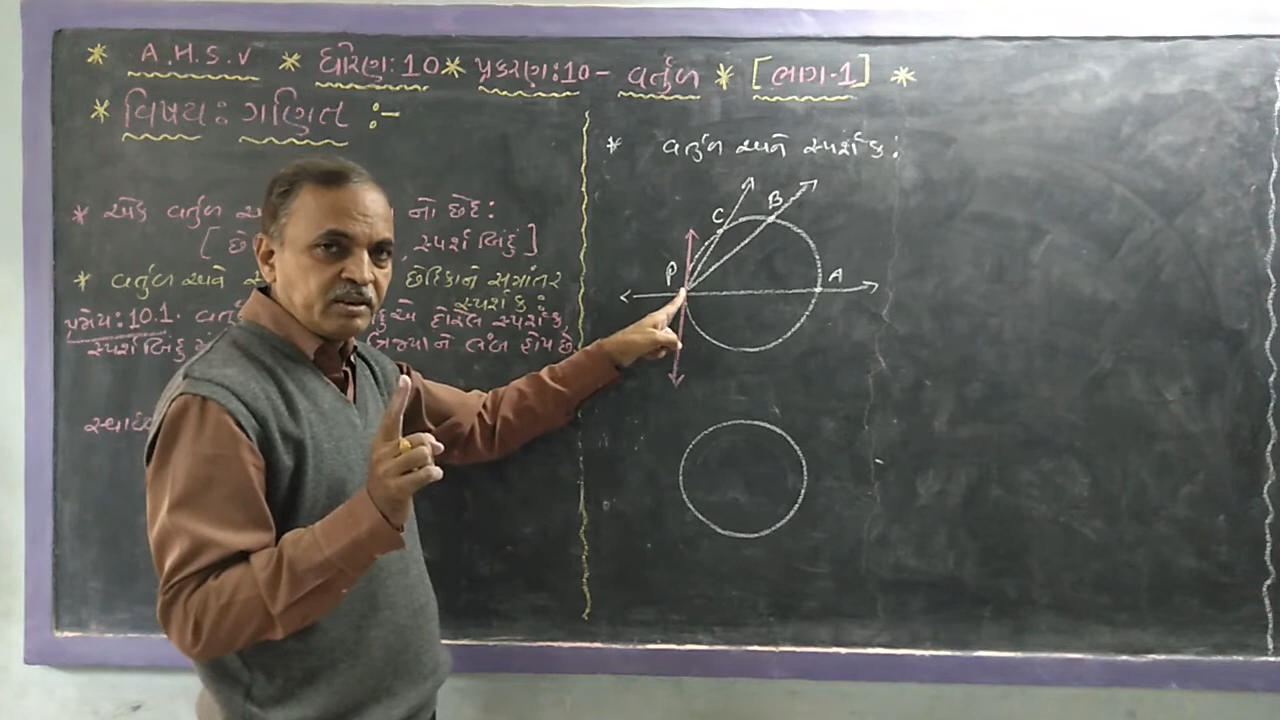 * A.H.S.V * ધોરણ:10 * પ્રકરણ:10 - વર્તુળ * [ભાગ-1] *
* વિષય: ગણિત :-
* એક વર્તુળ નો છેદ:
[ સ્પર્શ બિંદુ ]
* વર્તુળ અને છેદિકાને સમાંતર
સ્પર્શક:
પ્રમેય:10.1. દોરેલ સ્પર્શક,
સ્પર્શબિંદુ ત્રિજ્યાને લંબ હોય છે.
* વર્તુળ અને સ્પર્શક:
C B
P A